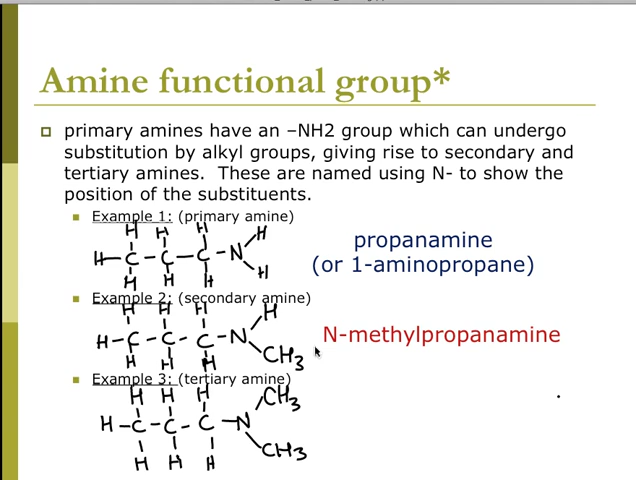 Amine functional group*
primary amines have an –NH2 group which can undergo
substitution by alkyl groups, giving rise to secondary and
tertiary amines. These are named using N- to show the
position of the substituents.
Example 1: (primary amine)
H H H H
H–C–C–C–N
H H H H
propanamine
(or 1-aminopropane)
Example 2: (secondary amine)
H H H H
H–C–C–C–N
H H H CH3
N-methylpropanamine
Example 3: (tertiary amine)
H H H CH3
H–C–C–C–N
H H H CH3